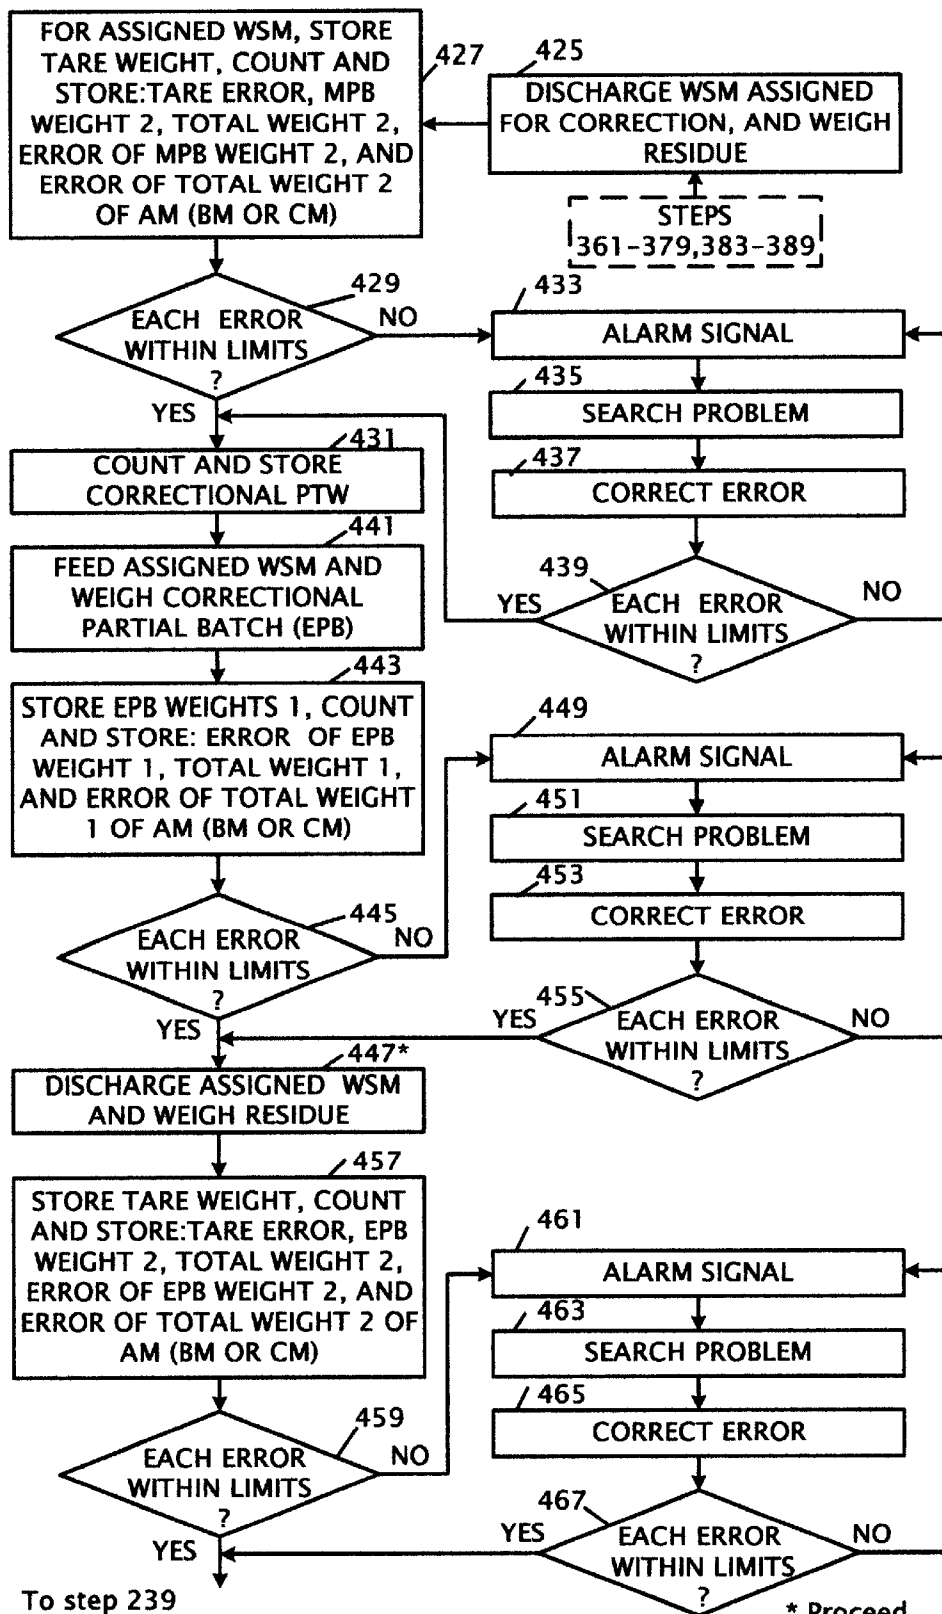 FOR ASSIGNED WSM, STORE
TARE WEIGHT, COUNT AND
STORE:TARE ERROR, MPB
WEIGHT 2, TOTAL WEIGHT 2,
ERROR OF MPB WEIGHT 2, AND
ERROR OF TOTAL WEIGHT 2
OF AM (BM OR CM)
427
425
DISCHARGE WSM ASSIGNED
FOR CORRECTION, AND WEIGH
RESIDUE
STEPS
361-379,383-389
429
EACH ERROR
WITHIN LIMITS
?
NO
YES
433
ALARM SIGNAL
435
SEARCH PROBLEM
437
CORRECT ERROR
439
EACH ERROR
WITHIN LIMITS
?
YES
NO
431
COUNT AND STORE
CORRECTIONAL PTW
441
FEED ASSIGNED WSM AND
WEIGH CORRECTIONAL
PARTIAL BATCH (EPB)
443
STORE EPB WEIGHTS 1, COUNT
AND STORE: ERROR OF EPB
WEIGHT 1, TOTAL WEIGHT 1,
AND ERROR OF TOTAL WEIGHT
1 OF AM (BM OR CM)
445
EACH ERROR
WITHIN LIMITS
?
NO
YES
449
ALARM SIGNAL
451
SEARCH PROBLEM
453
CORRECT ERROR
455
EACH ERROR
WITHIN LIMITS
?
YES
NO
447*
DISCHARGE ASSIGNED WSM
AND WEIGH RESIDUE
457
STORE TARE WEIGHT, COUNT
AND STORE:TARE ERROR, EPB
WEIGHT 2, TOTAL WEIGHT 2,
ERROR OF EPB WEIGHT 2, AND
ERROR OF TOTAL WEIGHT 2 OF
AM (BM OR CM)
459
EACH ERROR
WITHIN LIMITS
?
NO
YES
461
ALARM SIGNAL
463
SEARCH PROBLEM
465
CORRECT ERROR
467
EACH ERROR
WITHIN LIMITS
?
YES
NO
To step 239
* Proceed